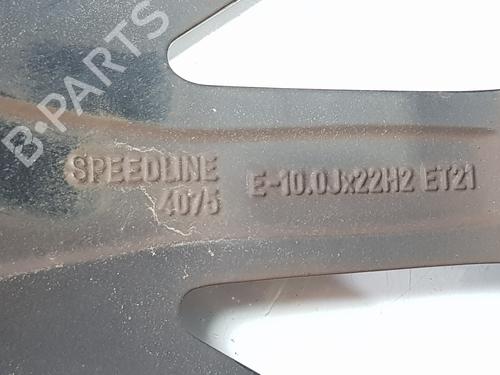 B-PARTS
SPEEDLINE
4075
E-10.0Jx22H2 ET21